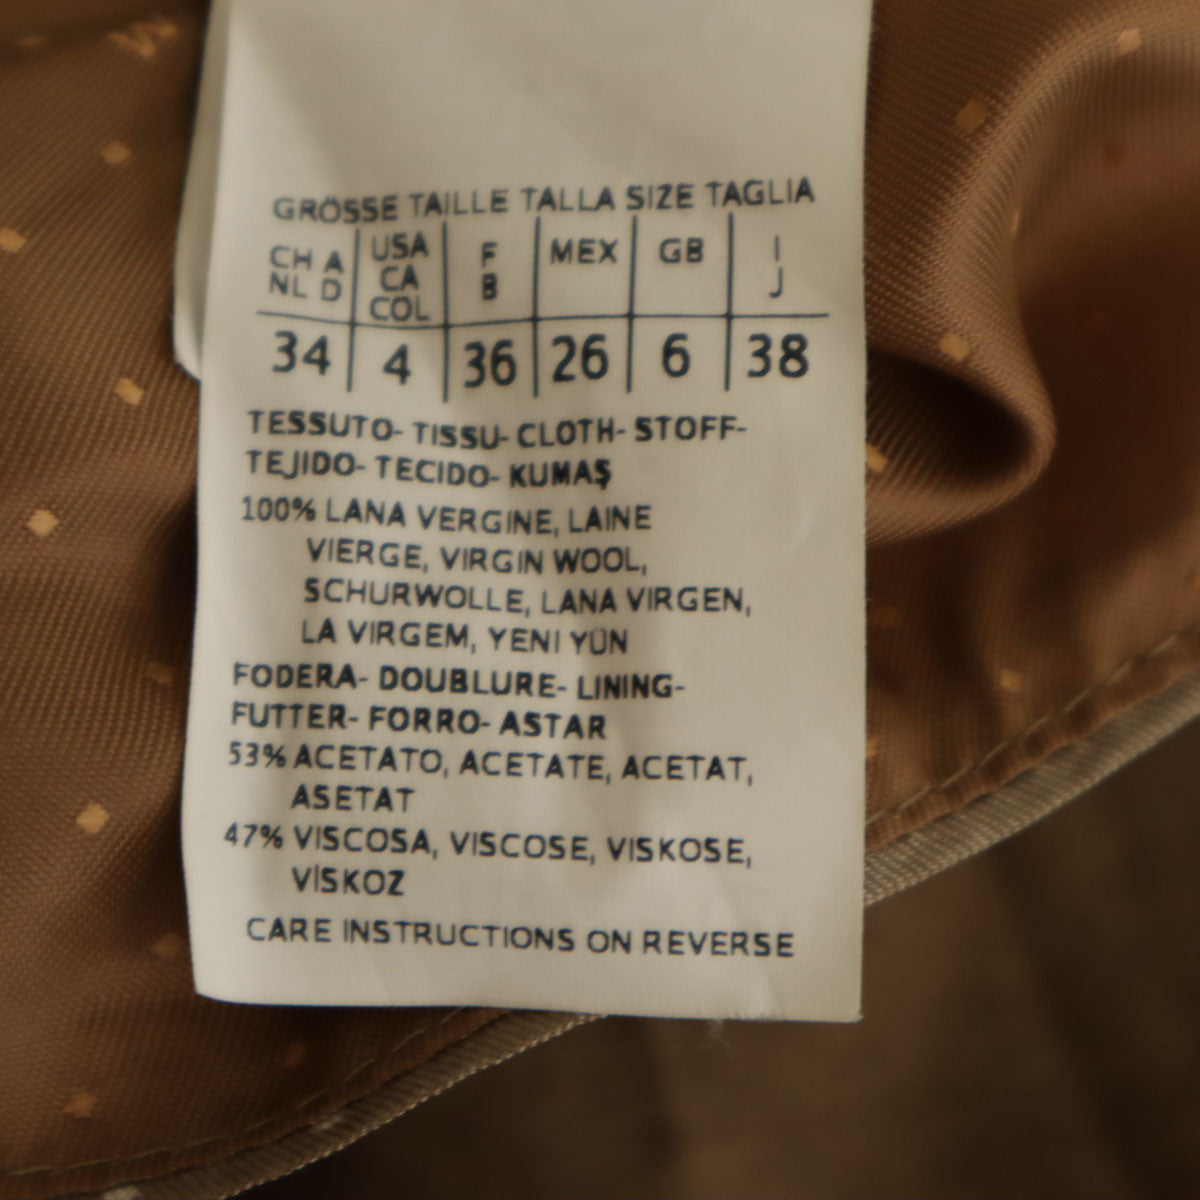 GRÖSSE TAILLE TALLA SIZE TAGLIA
CH A NL D USA CA COL F B MEX GB I J
34 4 36 26 6 38
TESSUTO- TISSU- CLOTH- STOFF-
TEJIDO- TECIDO- KUMAŞ
100% LANA VERGINE, LAINE
VIERGE, VIRGIN WOOL,
SCHURWOLLE, LANA VIRGEN,
LA VIRGEM, YENI YÜN
FODERA- DOUBLURE- LINING-
FUTTER- FORRO- ASTAR
53% ACETATO, ACETATE, ACETAT,
ASETAT
47% VISCOSA, VISCOSE, VISKOSE,
VİSKOZ
CARE INSTRUCTIONS ON REVERSE